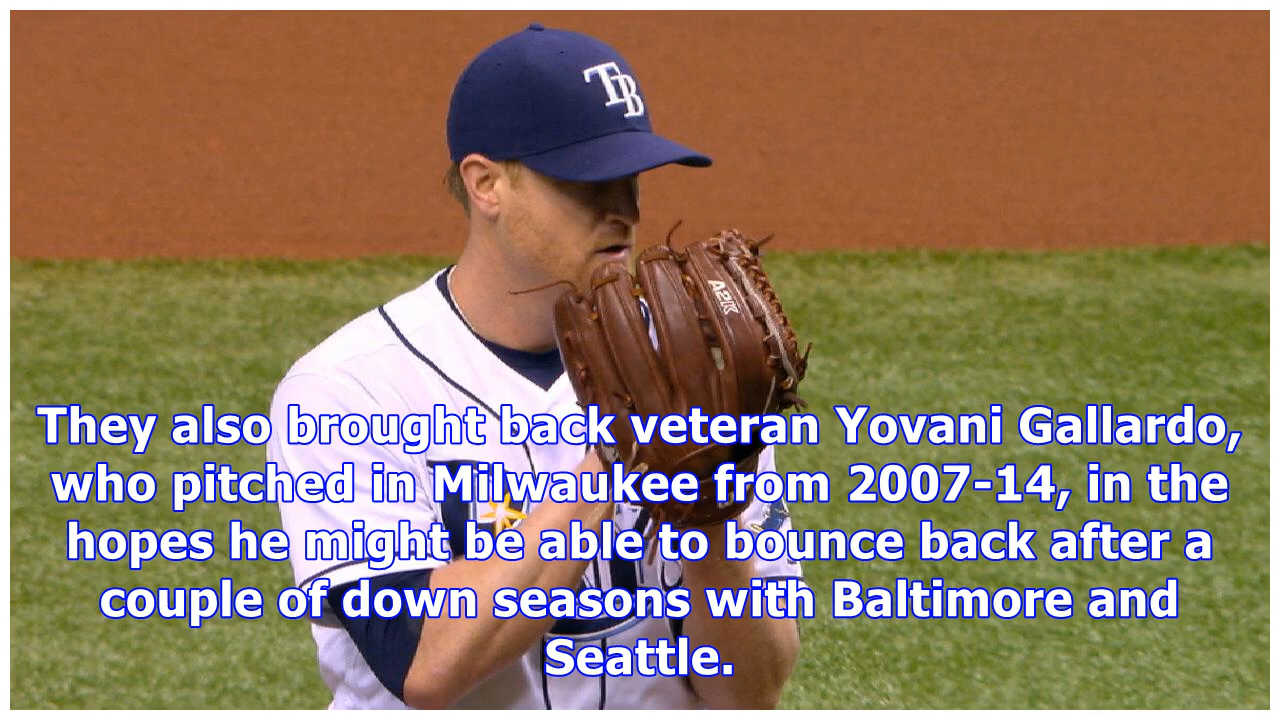 TB
A2K
They also brought back veteran Yovani Gallardo,
who pitched in Milwaukee from 2007-14, in the
hopes he might be able to bounce back after a
couple of down seasons with Baltimore and
Seattle.